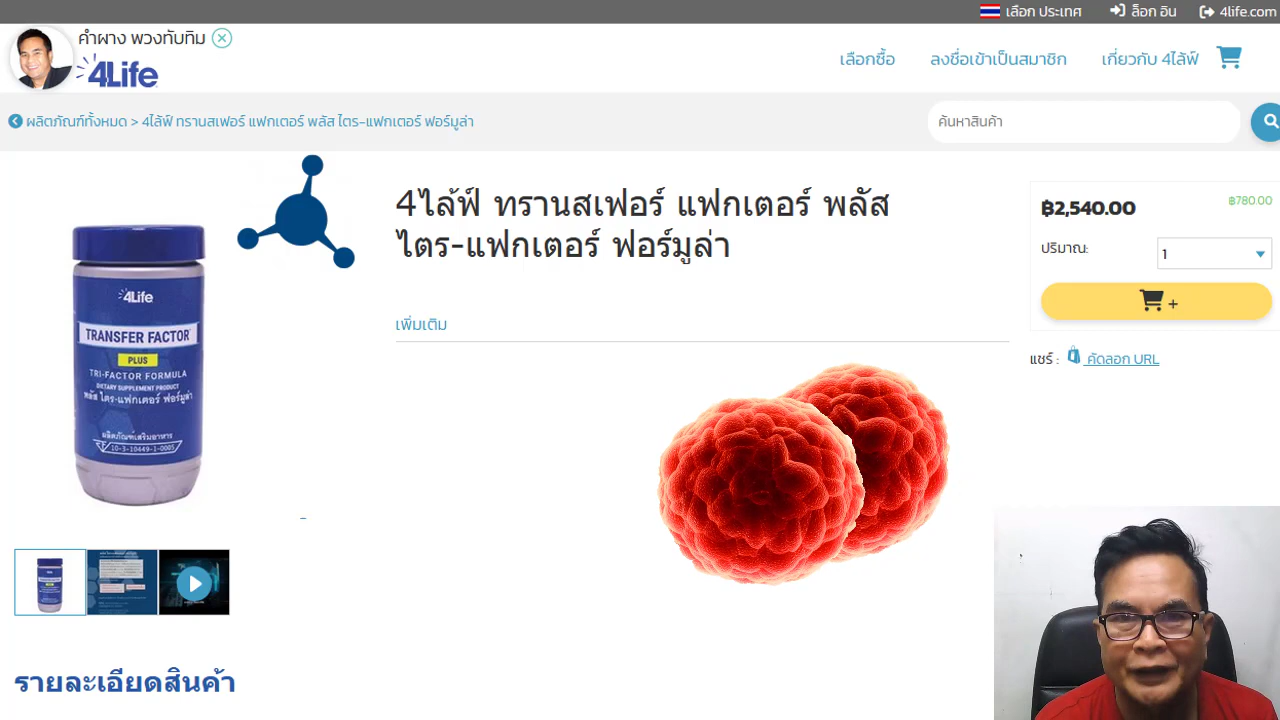 เลือก ประเทศ
ล็อก อิน
4life.com
คำผาง พวงทับทิม
4Life
เลือกซื้อ
ลงชื่อเข้าเป็นสมาชิก
เกี่ยวกับ 4ไล้ฟ์
ผลิตภัณฑ์ทั้งหมด > 4ไล้ฟ์ ทรานสเฟอร์ แฟกเตอร์ พลัส ไตร-แฟกเตอร์ ฟอร์มูล่า
ค้นหาสินค้า
4ไล้ฟ์ ทรานสเฟอร์ แฟกเตอร์ พลัส
ไตร-แฟกเตอร์ ฟอร์มูล่า
เพิ่มเติม
฿2,540.00
฿780.00
ปริมาณ:
1
+
แชร์ :
คัดลอก URL
4Life
TRANSFER FACTOR
PLUS
TRI-FACTOR FORMULA
DIETARY SUPPLEMENT PRODUCT
พลัส ไตร-แฟกเตอร์ ฟอร์มูล่า
ผลิตภัณฑ์เสริมอาหาร
10-3-10449-1-0005
รายละเอียดสินค้า